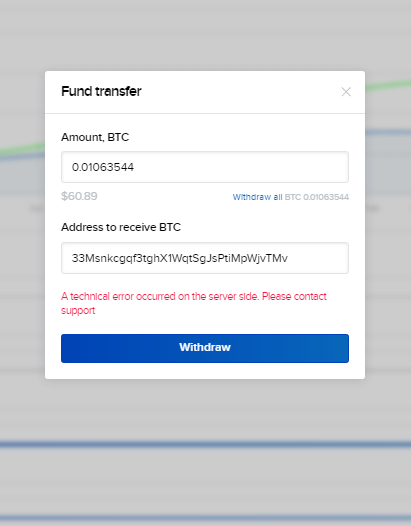 Fund transfer
Amount, BTC
0.01063544
$60.89
Withdraw all BTC 0.01063544
Address to receive BTC
33Msnkcgqf3tghX1WqtSgJsPtiMpWjvTMv
A technical error occurred on the server side. Please contact
support
Withdraw